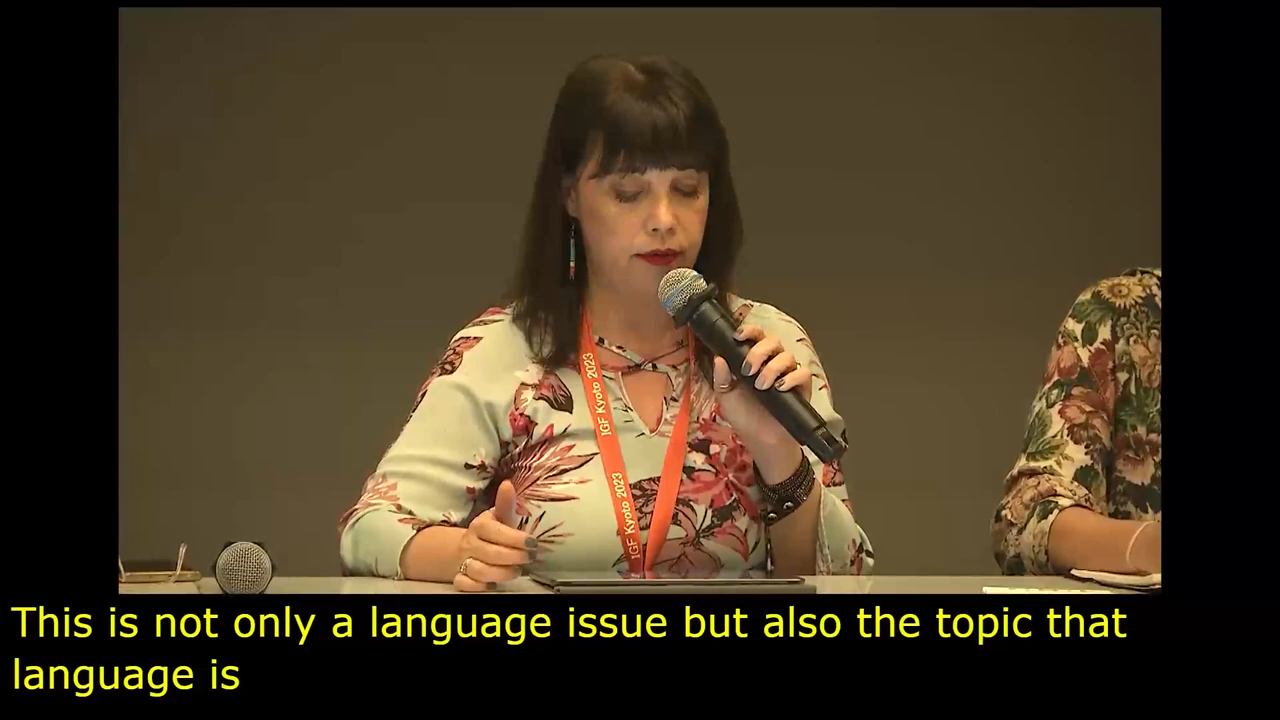 IGF Kyoto 2023
IGF Kyoto 2023
This is not only a language issue but also the topic that
language is